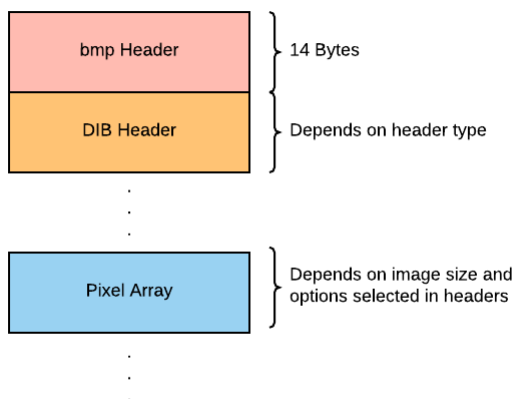 bmp Header
14 Bytes
DIB Header
Depends on header type
Pixel Array
Depends on image size and
options selected in headers